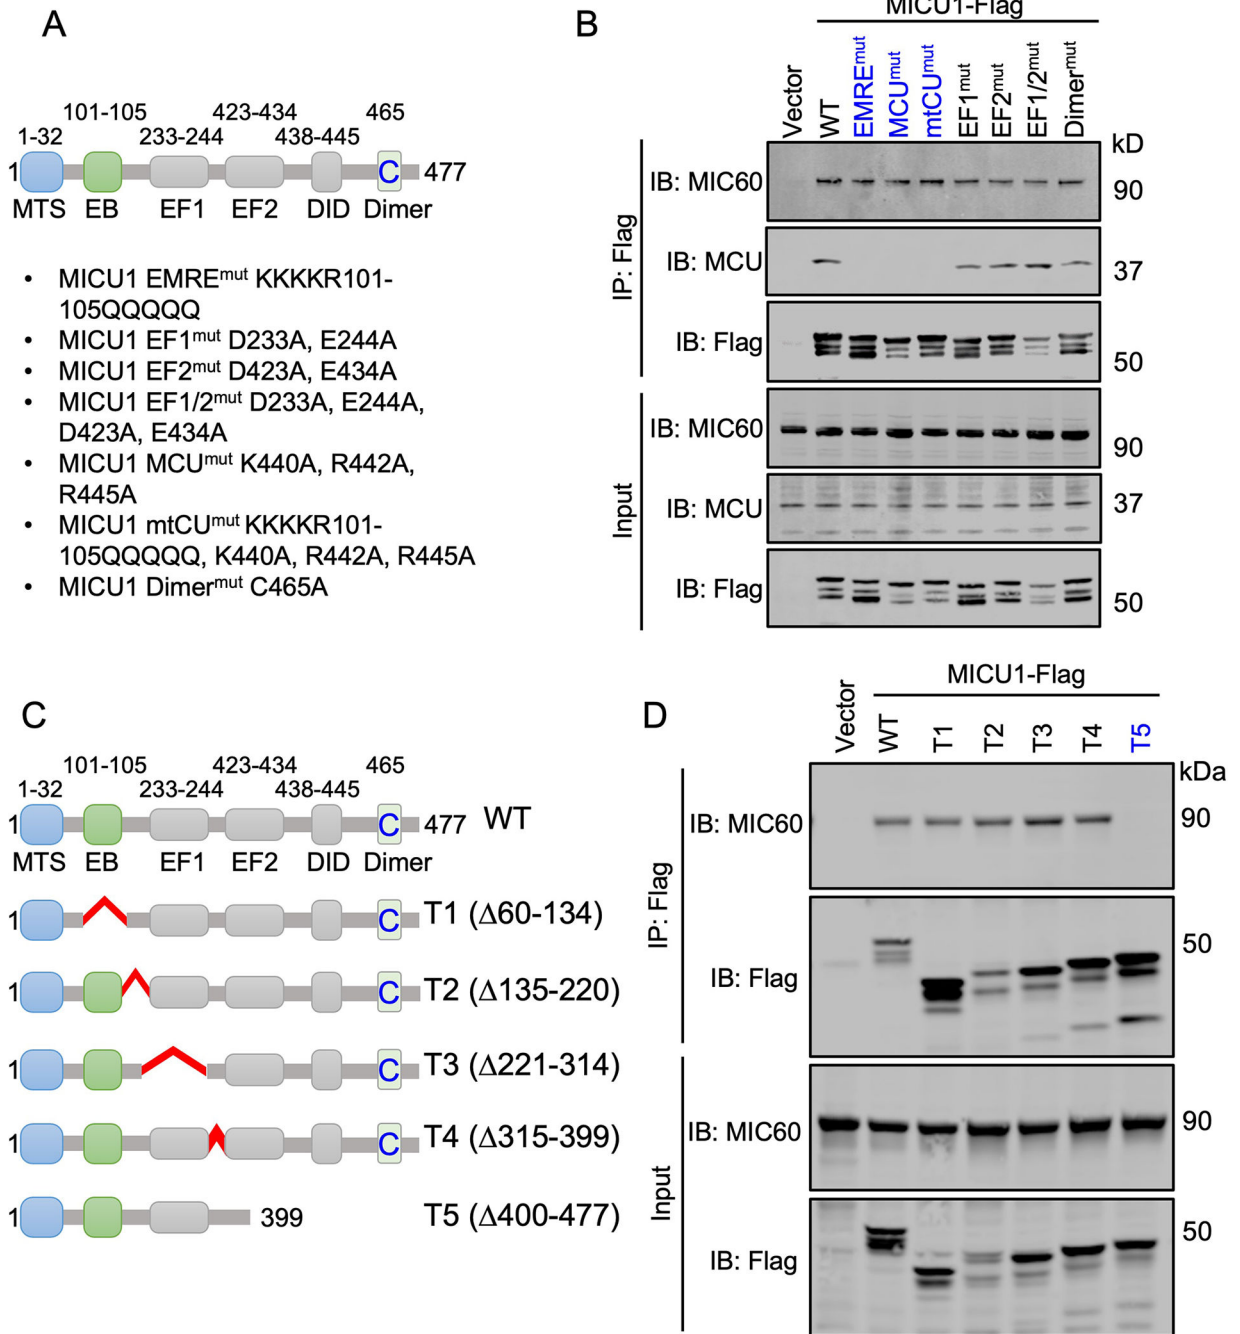 A
101-105 423-434 465
1-32 233-244 438-445
1 C 477
MTS EB EF1 EF2 DID Dimer
• MICU1 EMREmut KKKKR101-
105QQQQQ
• MICU1 EF1mut D233A, E244A
• MICU1 EF2mut D423A, E434A
• MICU1 EF1/2mut D233A, E244A,
D423A, E434A
• MICU1 MCUmut K440A, R442A,
R445A
• MICU1 mtCUmut KKKKR101-
105QQQQQ, K440A, R442A, R445A
• MICU1 Dimermut C465A
B
MICU1-Flag
Vector
WT
EMREmut
MCUmut
mtCUmut
EF1mut
EF2mut
EF1/2mut
Dimermut
kD
IP: Flag
IB: MIC60 90
IB: MCU 37
IB: Flag 50
Input
IB: MIC60 90
IB: MCU 37
IB: Flag 50
C
101-105 423-434 465
1-32 233-244 438-445
1 C 477 WT
MTS EB EF1 EF2 DID Dimer
1 C T1 (Δ60-134)
1 C T2 (Δ135-220)
1 C T3 (Δ221-314)
1 C T4 (Δ315-399)
1 399 T5 (Δ400-477)
D
MICU1-Flag
Vector
WT
T1
T2
T3
T4
T5
kDa
IP: Flag
IB: MIC60 90
IB: Flag 50
Input
IB: MIC60 90
IB: Flag 50